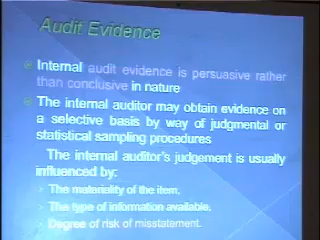 Audit Evidence
Internal audit evidence is persuasive rather
than conclusive in nature
The internal auditor may obtain evidence on
a selective basis by way of judgmental or
statistical sampling procedures
The internal auditor's judgement is usually
influenced by:
The materiality of the item.
The type of information available.
Degree of risk of misstatement.